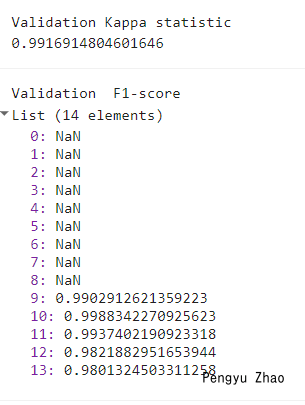 Validation Kappa statistic
0.9916914804601646
Validation  F1-score
List (14 elements)
0: NaN
1: NaN
2: NaN
3: NaN
4: NaN
5: NaN
6: NaN
7: NaN
8: NaN
9: 0.9902912621359223
10: 0.9988342270925623
11: 0.9937402190923318
12: 0.9821882951653944
13: 0.9801324503311258
Pengyu Zhao